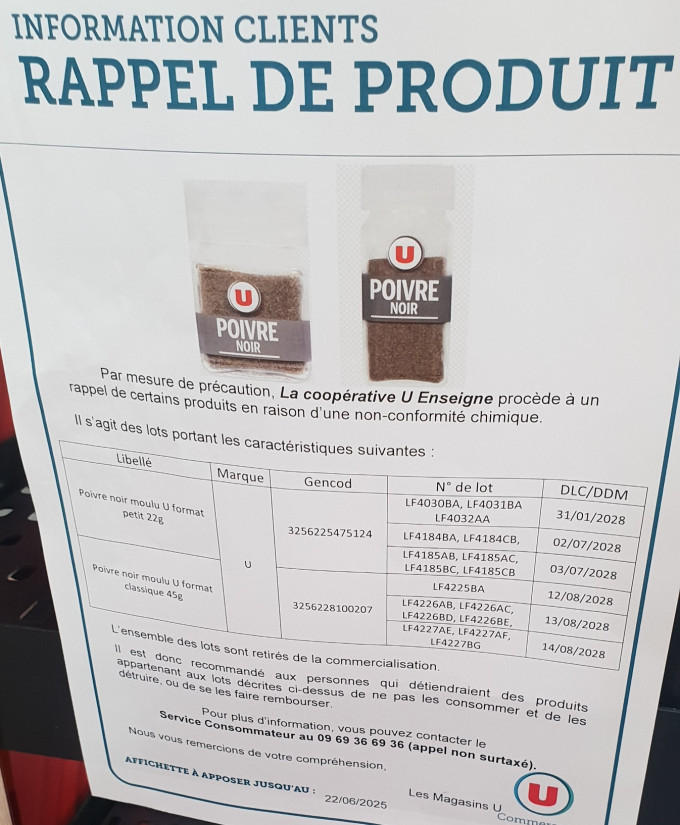 INFORMATION CLIENTS
RAPPEL DE PRODUIT
U
POIVRE
NOIR
U
POIVRE
NOIR
Par mesure de précaution, La coopérative U Enseigne procède à un
rappel de certains produits en raison d'une non-conformité chimique.
Il s'agit des lots portant les caractéristiques suivantes :
Libellé Marque Gencod N° de lot DLC/DDM
Poivre noir moulu U format
petit 22g
U
3256225475124
LF4030BA, LF4031BA
LF4032AA
31/01/2028
LF4184BA, LF4184CB,
02/07/2028
LF4185AB, LF4185AC,
LF4185BC, LF4185CB
03/07/2028
Poivre noir moulu U format
classique 45g
3256228100207
LF4225BA
12/08/2028
LF4226AB, LF4226AC,
LF4226BD, LF4226BE,
13/08/2028
LF4227AE, LF4227AF,
LF4227BG
14/08/2028
L'ensemble des lots sont retirés de la commercialisation.
Il est donc recommandé aux personnes qui détiendraient des produits
appartenant aux lots décrites ci-dessus de ne pas les consommer et de les
détruire, ou de se les faire rembourser.
Pour plus d'information, vous pouvez contacter le
Service Consommateur au 09 69 36 69 36 (appel non surtaxé).
Nous vous remercions de votre compréhension,
Les Magasins U
AFFICHETTE À APPOSER JUSQU'AU : 22/06/2025
U